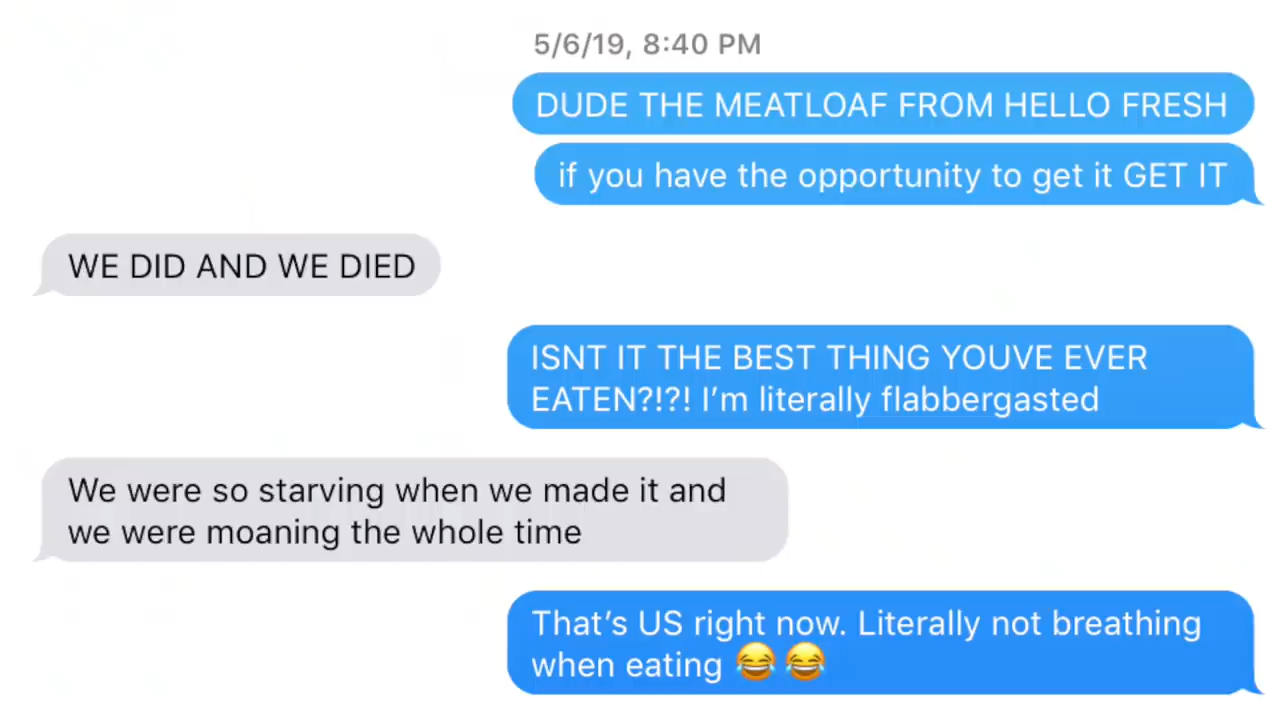 5/6/19, 8:40 PM
DUDE THE MEATLOAF FROM HELLO FRESH
if you have the opportunity to get it GET IT
WE DID AND WE DIED
ISNT IT THE BEST THING YOUVE EVER
EATEN?!?! I’m literally flabbergasted
We were so starving when we made it and
we were moaning the whole time
That’s US right now. Literally not breathing
when eating 😂 😂